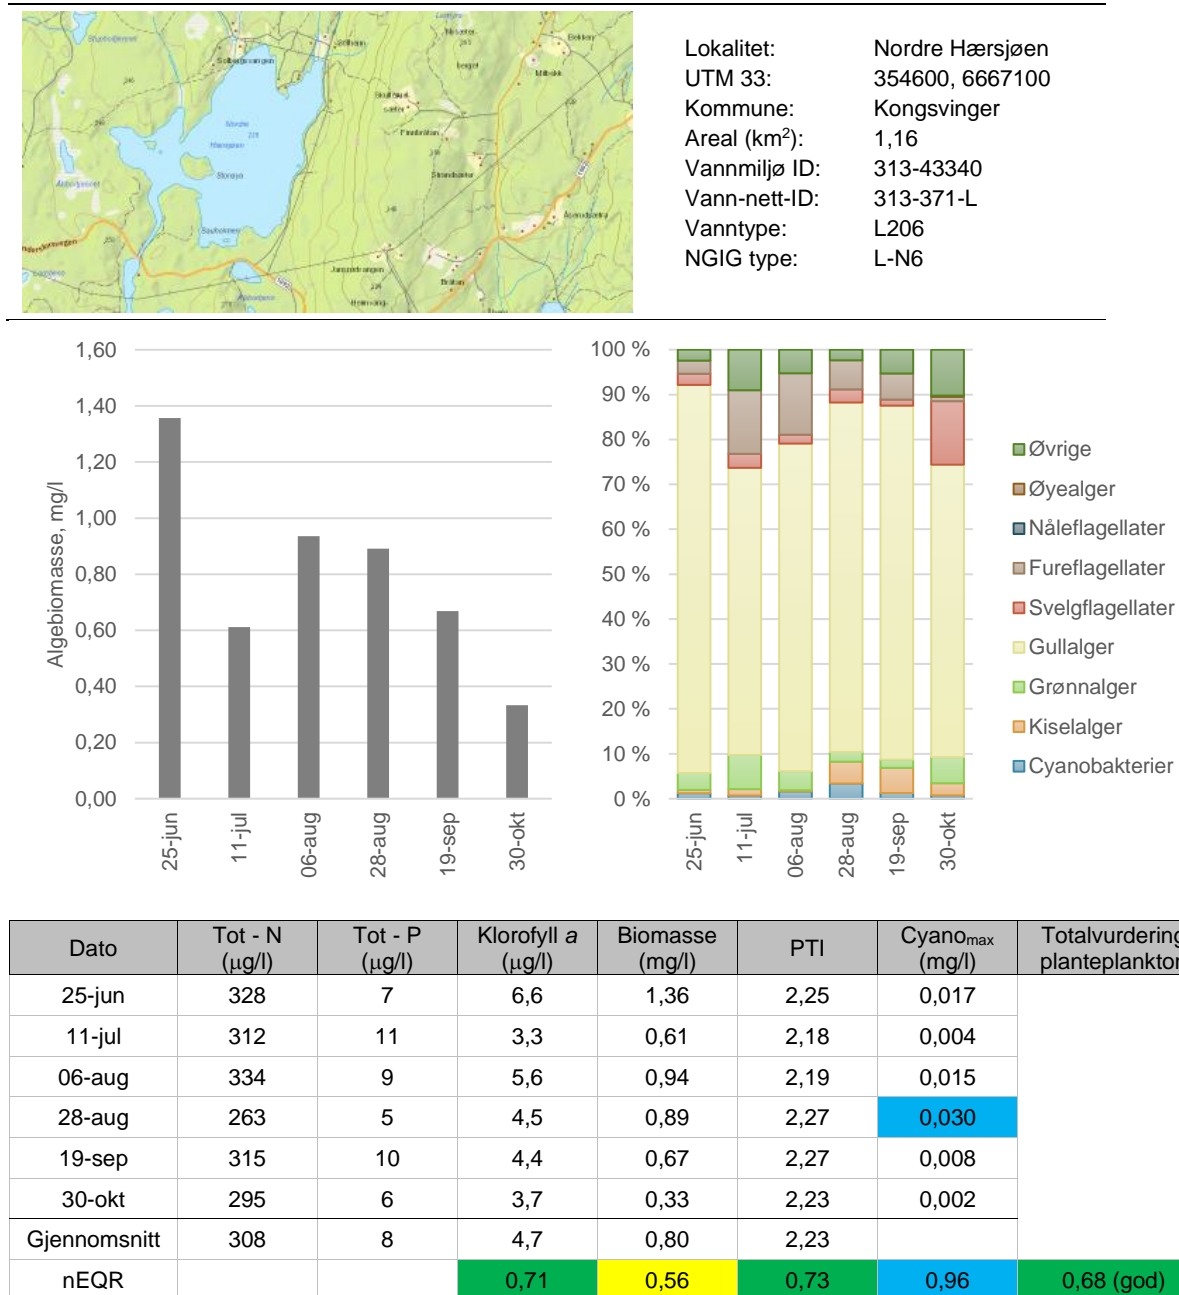 Stilheim
Solbergsvangen
Nordre
Hærsjøen
Storøya
Sauholmen
Finnbråten
Strandsæter
Bråtan
Lokalitet: Nordre Hærsjøen
UTM 33: 354600, 6667100
Kommune: Kongsvinger
Areal (km2): 1,16
Vannmiljø ID: 313-43340
Vann-nett-ID: 313-371-L
Vanntype: L206
NGIG type: L-N6
Algebiomasse, mg/l
1,60
1,40
1,20
1,00
0,80
0,60
0,40
0,20
0,00
25-jun 11-jul 06-aug 28-aug 19-sep 30-okt
100 %
90 %
80 %
70 %
60 %
50 %
40 %
30 %
20 %
10 %
0 %
25-jun 11-jul 06-aug 28-aug 19-sep 30-okt
Øvrige
Øyealger
Nåleflagellater
Fureflagellater
Svelgflagellater
Gullalger
Grønnalger
Kiselalger
Cyanobakterier
Dato Tot - N (µg/l) Tot - P (µg/l) Klorofyll a (µg/l) Biomasse (mg/l) PTI Cyanomax (mg/l) Totalvurdering planteplankton
25-jun 328 7 6,6 1,36 2,25 0,017
11-jul 312 11 3,3 0,61 2,18 0,004
06-aug 334 9 5,6 0,94 2,19 0,015
28-aug 263 5 4,5 0,89 2,27 0,030
19-sep 315 10 4,4 0,67 2,27 0,008
30-okt 295 6 3,7 0,33 2,23 0,002
Gjennomsnitt 308 8 4,7 0,80 2,23
nEQR 0,71 0,56 0,73 0,96 0,68 (god)